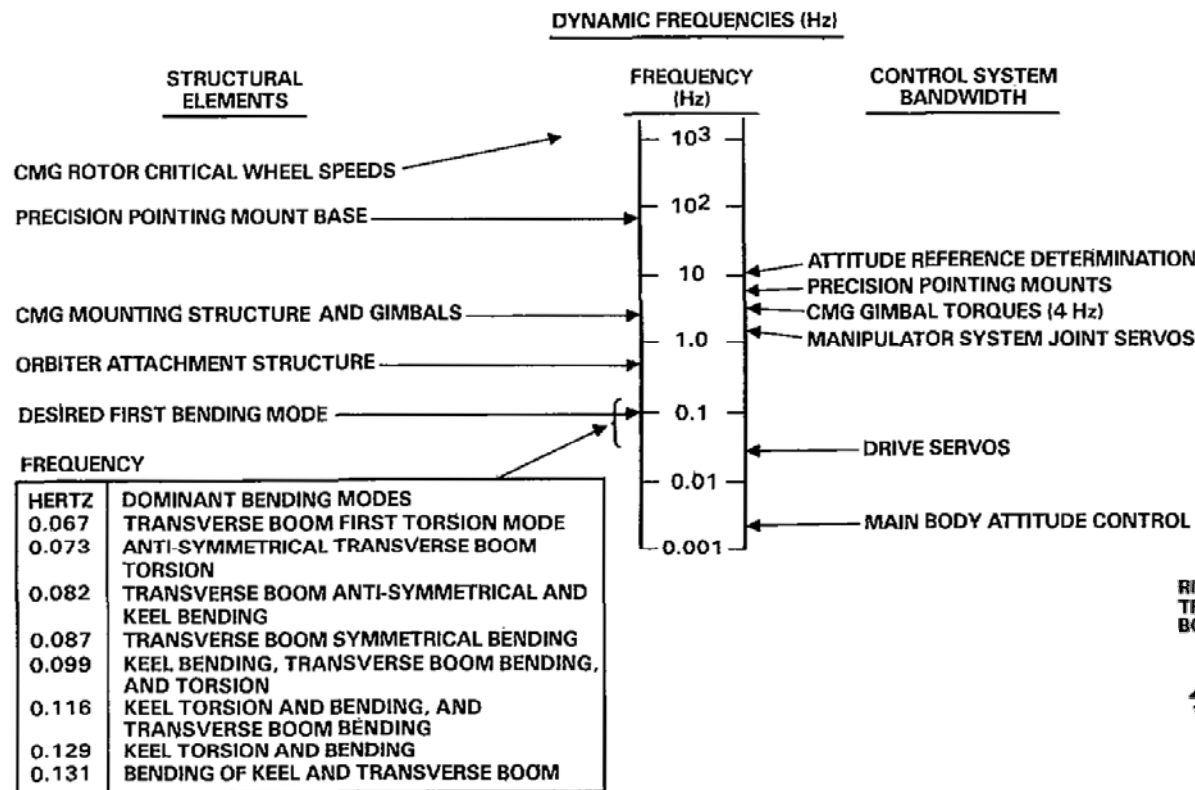 DYNAMIC FREQUENCIES (Hz)
STRUCTURAL
ELEMENTS
FREQUENCY
(Hz)
CONTROL SYSTEM
BANDWIDTH
10³
CMG ROTOR CRITICAL WHEEL SPEEDS
PRECISION POINTING MOUNT BASE
10²
ATTITUDE REFERENCE DETERMINATION
10
PRECISION POINTING MOUNTS
CMG MOUNTING STRUCTURE AND GIMBALS
CMG GIMBAL TORQUES (4 Hz)
1.0
MANIPULATOR SYSTEM JOINT SERVOS
ORBITER ATTACHMENT STRUCTURE
DESIRED FIRST BENDING MODE
0.1
DRIVE SERVOS
0.01
MAIN BODY ATTITUDE CONTROL
0.001
FREQUENCY
HERTZ DOMINANT BENDING MODES
0.067 TRANSVERSE BOOM FIRST TORSION MODE
0.073 ANTI-SYMMETRICAL TRANSVERSE BOOM
TORSION
0.082 TRANSVERSE BOOM ANTI-SYMMETRICAL AND
KEEL BENDING
0.087 TRANSVERSE BOOM SYMMETRICAL BENDING
0.099 KEEL BENDING, TRANSVERSE BOOM BENDING,
AND TORSION
0.116 KEEL TORSION AND BENDING, AND
TRANSVERSE BOOM BENDING
0.129 KEEL TORSION AND BENDING
0.131 BENDING OF KEEL AND TRANSVERSE BOOM